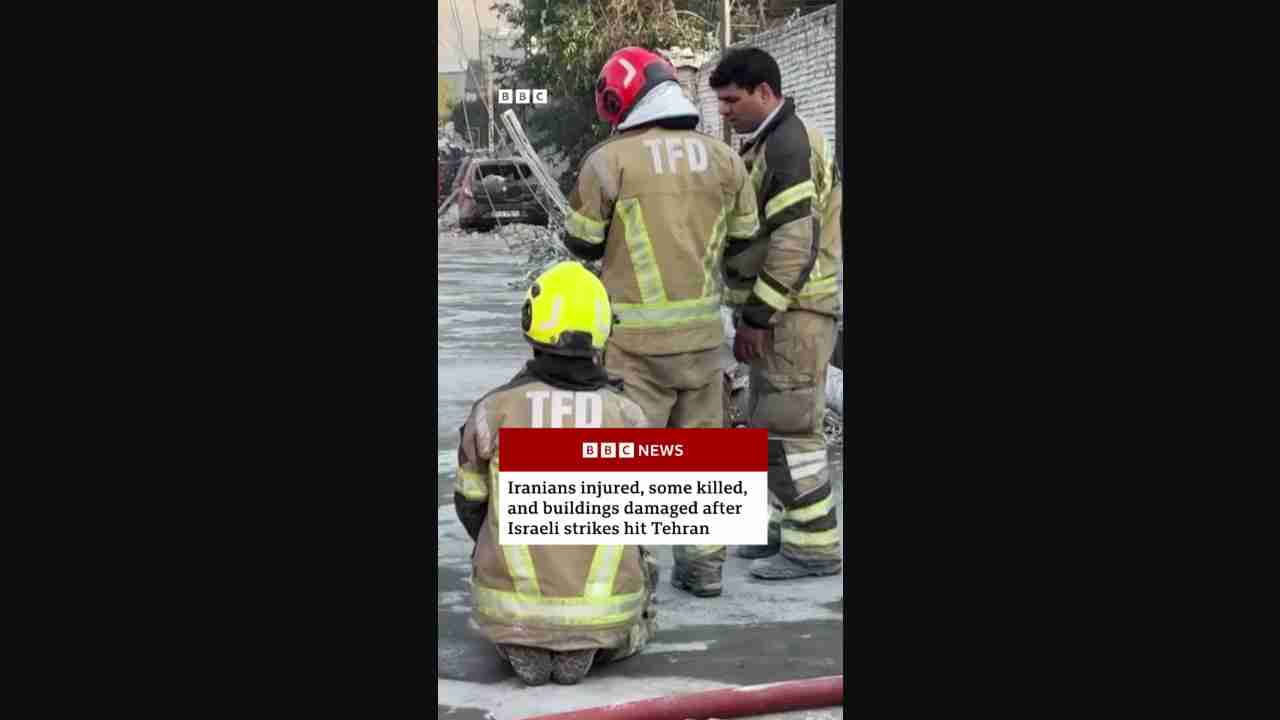 BBC
TFD
TFD
BBC NEWS
Iranians injured, some killed,
and buildings damaged after
Israeli strikes hit Tehran